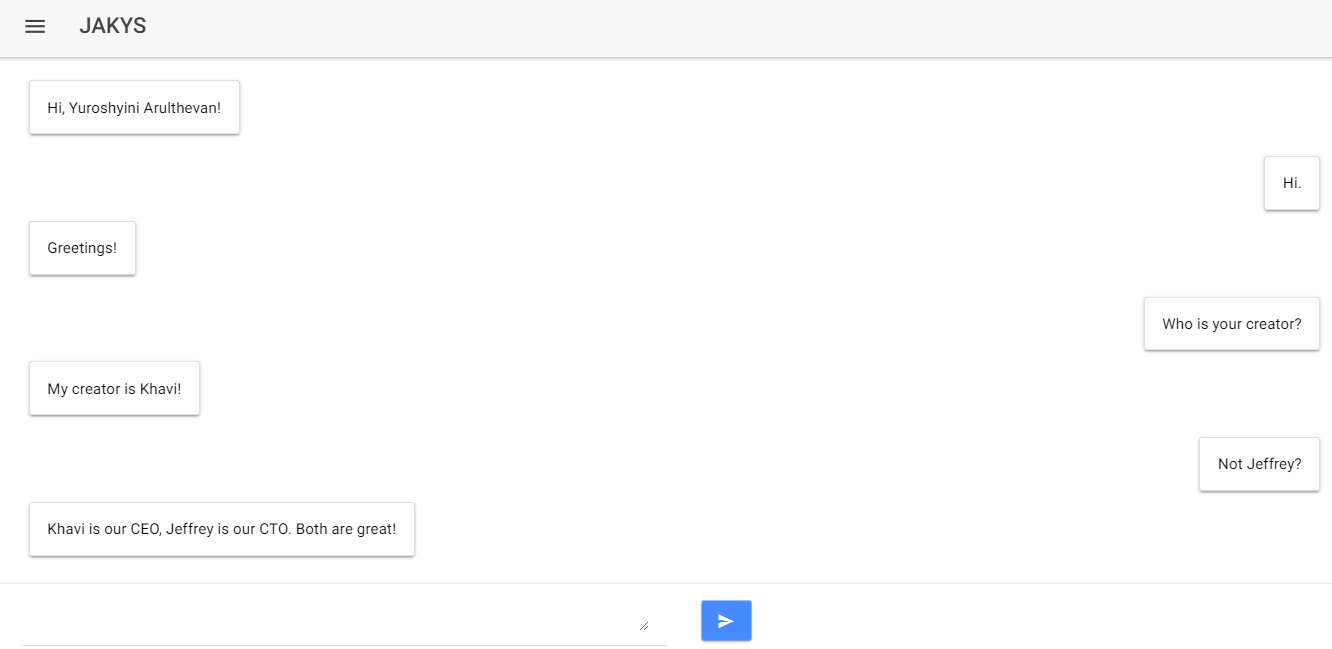 JAKYS
Hi, Yuroshyini Arulthevan!
Hi.
Greetings!
Who is your creator?
My creator is Khavi!
Not Jeffrey?
Khavi is our CEO, Jeffrey is our CTO. Both are great!